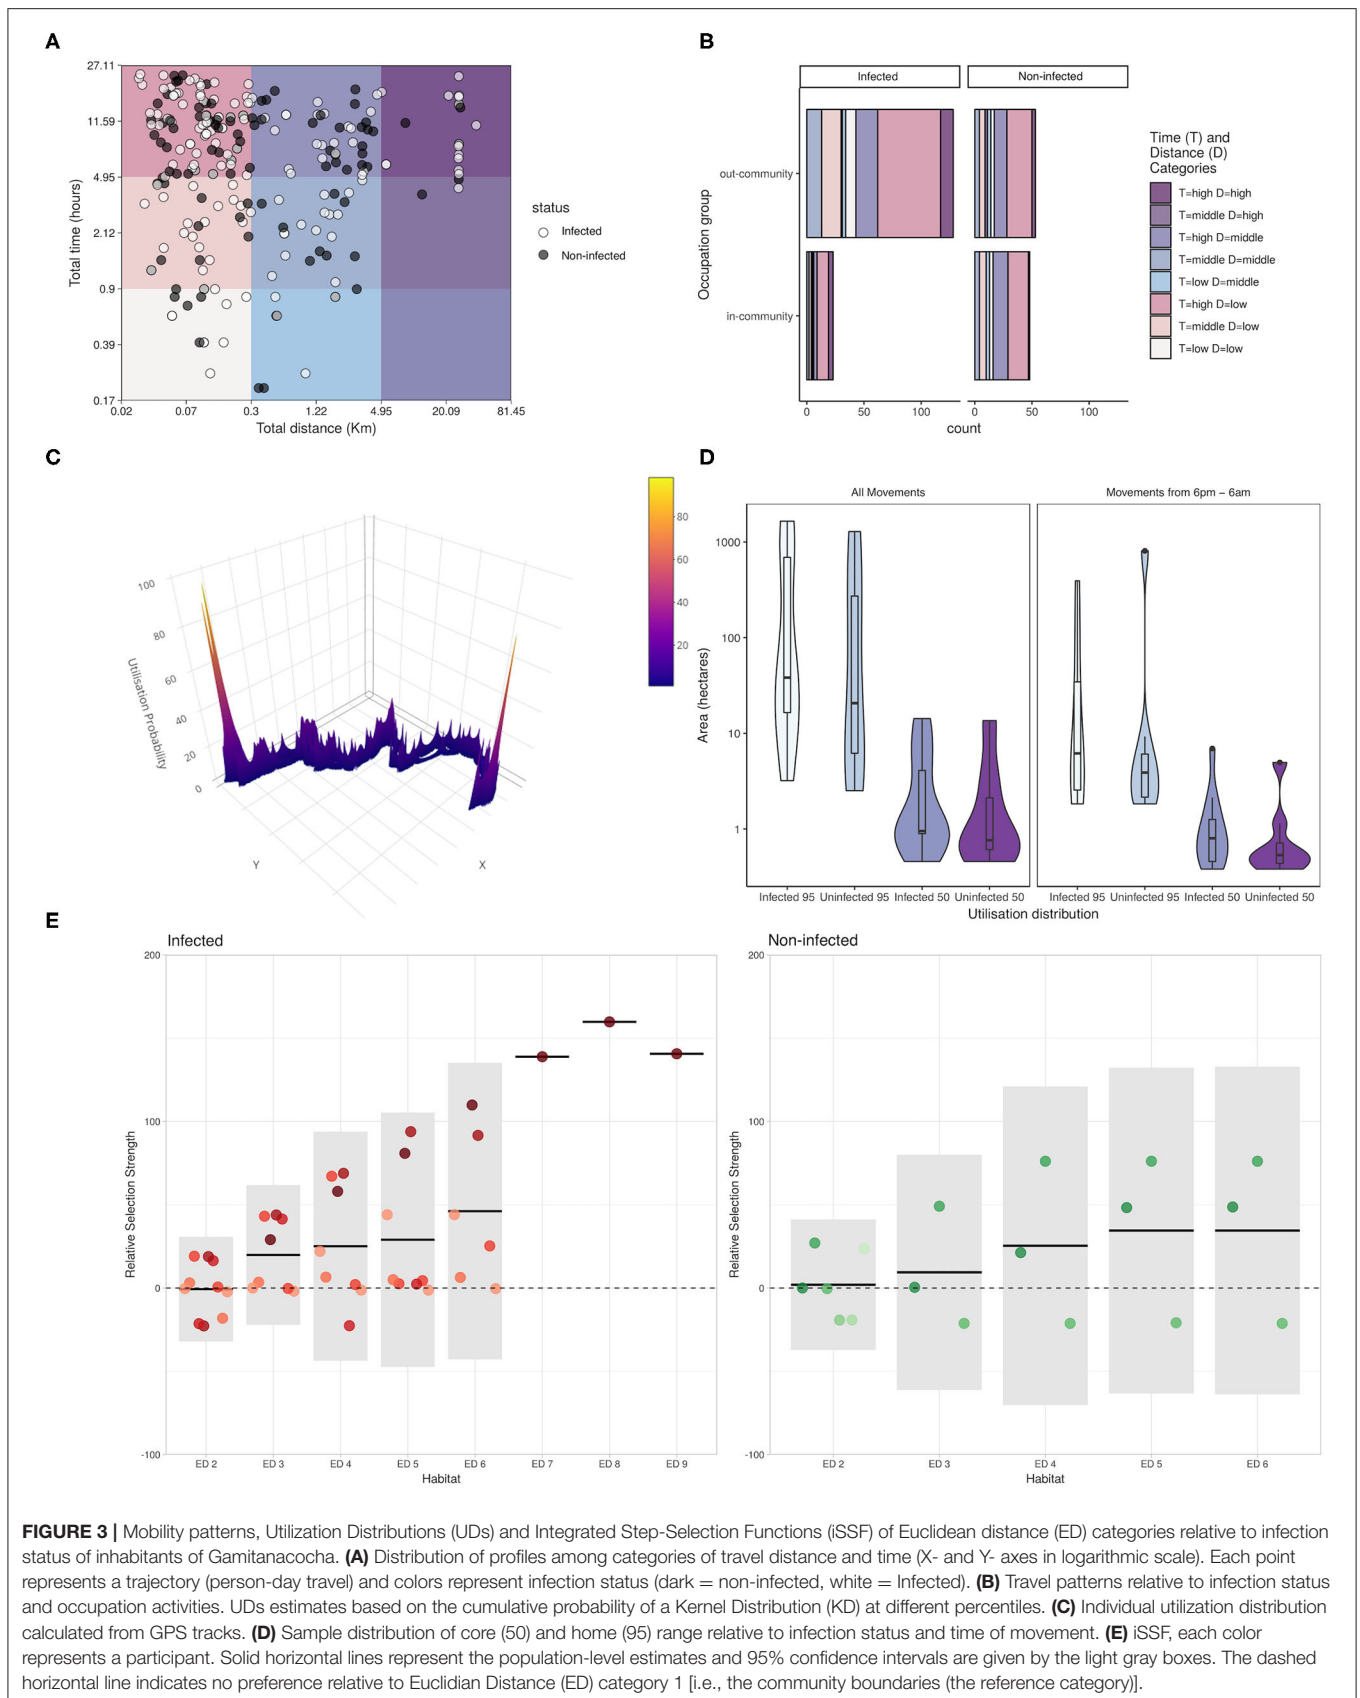 A
27.11
11.59
4.95
2.12
0.9
0.39
0.17
Total time (hours)
0.02
0.07
0.3
1.22
4.95
20.09
81.45
Total distance (Km)
status
Infected
Non-infected
B
Infected
Non-infected
Occupation group
out-community
in-community
0
50
100
0
50
100
count
Time (T) and
Distance (D)
Categories
T=high D=high
T=middle D=high
T=high D=middle
T=middle D=middle
T=low D=middle
T=high D=low
T=middle D=low
T=low D=low
C
100
80
60
40
20
0
Utilisation Probability
Y
X
80
60
40
20
D
All Movements
Movements from 6pm – 6am
Area (hectares)
1000
100
10
1
Infected 95
Uninfected 95
Infected 50
Uninfected 50
Infected 95
Uninfected 95
Infected 50
Uninfected 50
Utilisation distribution
E
Infected
200
100
0
-100
Relative Selection Strength
ED 2
ED 3
ED 4
ED 5
ED 6
ED 7
ED 8
ED 9
Habitat
Non-infected
200
100
0
-100
Relative Selection Strength
ED 2
ED 3
ED 4
ED 5
ED 6
Habitat
FIGURE 3 | Mobility patterns, Utilization Distributions (UDs) and Integrated Step-Selection Functions (iSSF) of Euclidean distance (ED) categories relative to infection
status of inhabitants of Gamitanacocha. (A) Distribution of profiles among categories of travel distance and time (X- and Y- axes in logarithmic scale). Each point
represents a trajectory (person-day travel) and colors represent infection status (dark = non-infected, white = Infected). (B) Travel patterns relative to infection status
and occupation activities. UDs estimates based on the cumulative probability of a Kernel Distribution (KD) at different percentiles. (C) Individual utilization distribution
calculated from GPS tracks. (D) Sample distribution of core (50) and home (95) range relative to infection status and time of movement. (E) iSSF, each color
represents a participant. Solid horizontal lines represent the population-level estimates and 95% confidence intervals are given by the light gray boxes. The dashed
horizontal line indicates no preference relative to Euclidian Distance (ED) category 1 [i.e., the community boundaries (the reference category)].